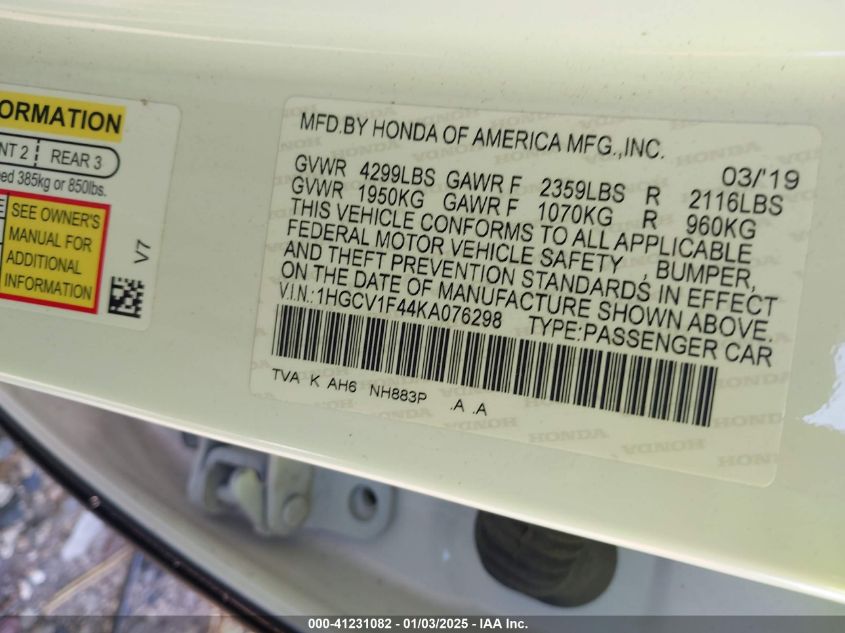 ORMATION
NT 2 REAR 3
ed 385kg or 850lbs.
SEE OWNER'S
MANUAL FOR
ADDITIONAL
INFORMATION
V7
MFD.BY HONDA OF AMERICA MFG.,INC.
03/'19
GVWR 4299LBS GAWR F 2359LBS R 2116LBS
GVWR 1950KG GAWR F 1070KG R 960KG
THIS VEHICLE CONFORMS TO ALL APPLICABLE
FEDERAL MOTOR VEHICLE SAFETY , BUMPER,
AND THEFT PREVENTION STANDARDS IN EFFECT
ON THE DATE OF MANUFACTURE SHOWN ABOVE.
V.I.N.:1HGCV1F44KA076298 TYPE:PASSENGER CAR
TVA K AH6 NH883P .A .A
000-41231082 - 01/03/2025 - IAA Inc.